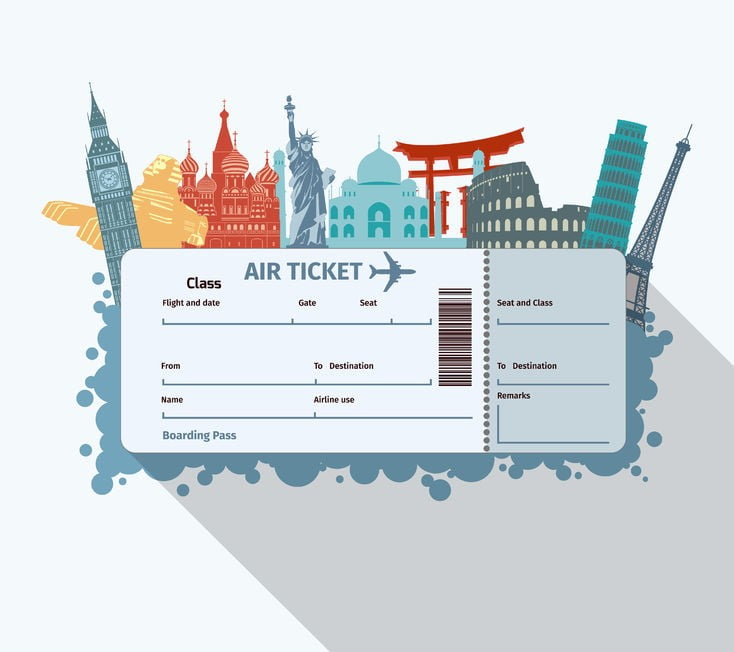 AIR TICKET
Class
Flight and date Gate Seat
From To Destination
Name Airline use
Boarding Pass
Seat and Class
To Destination
Remarks